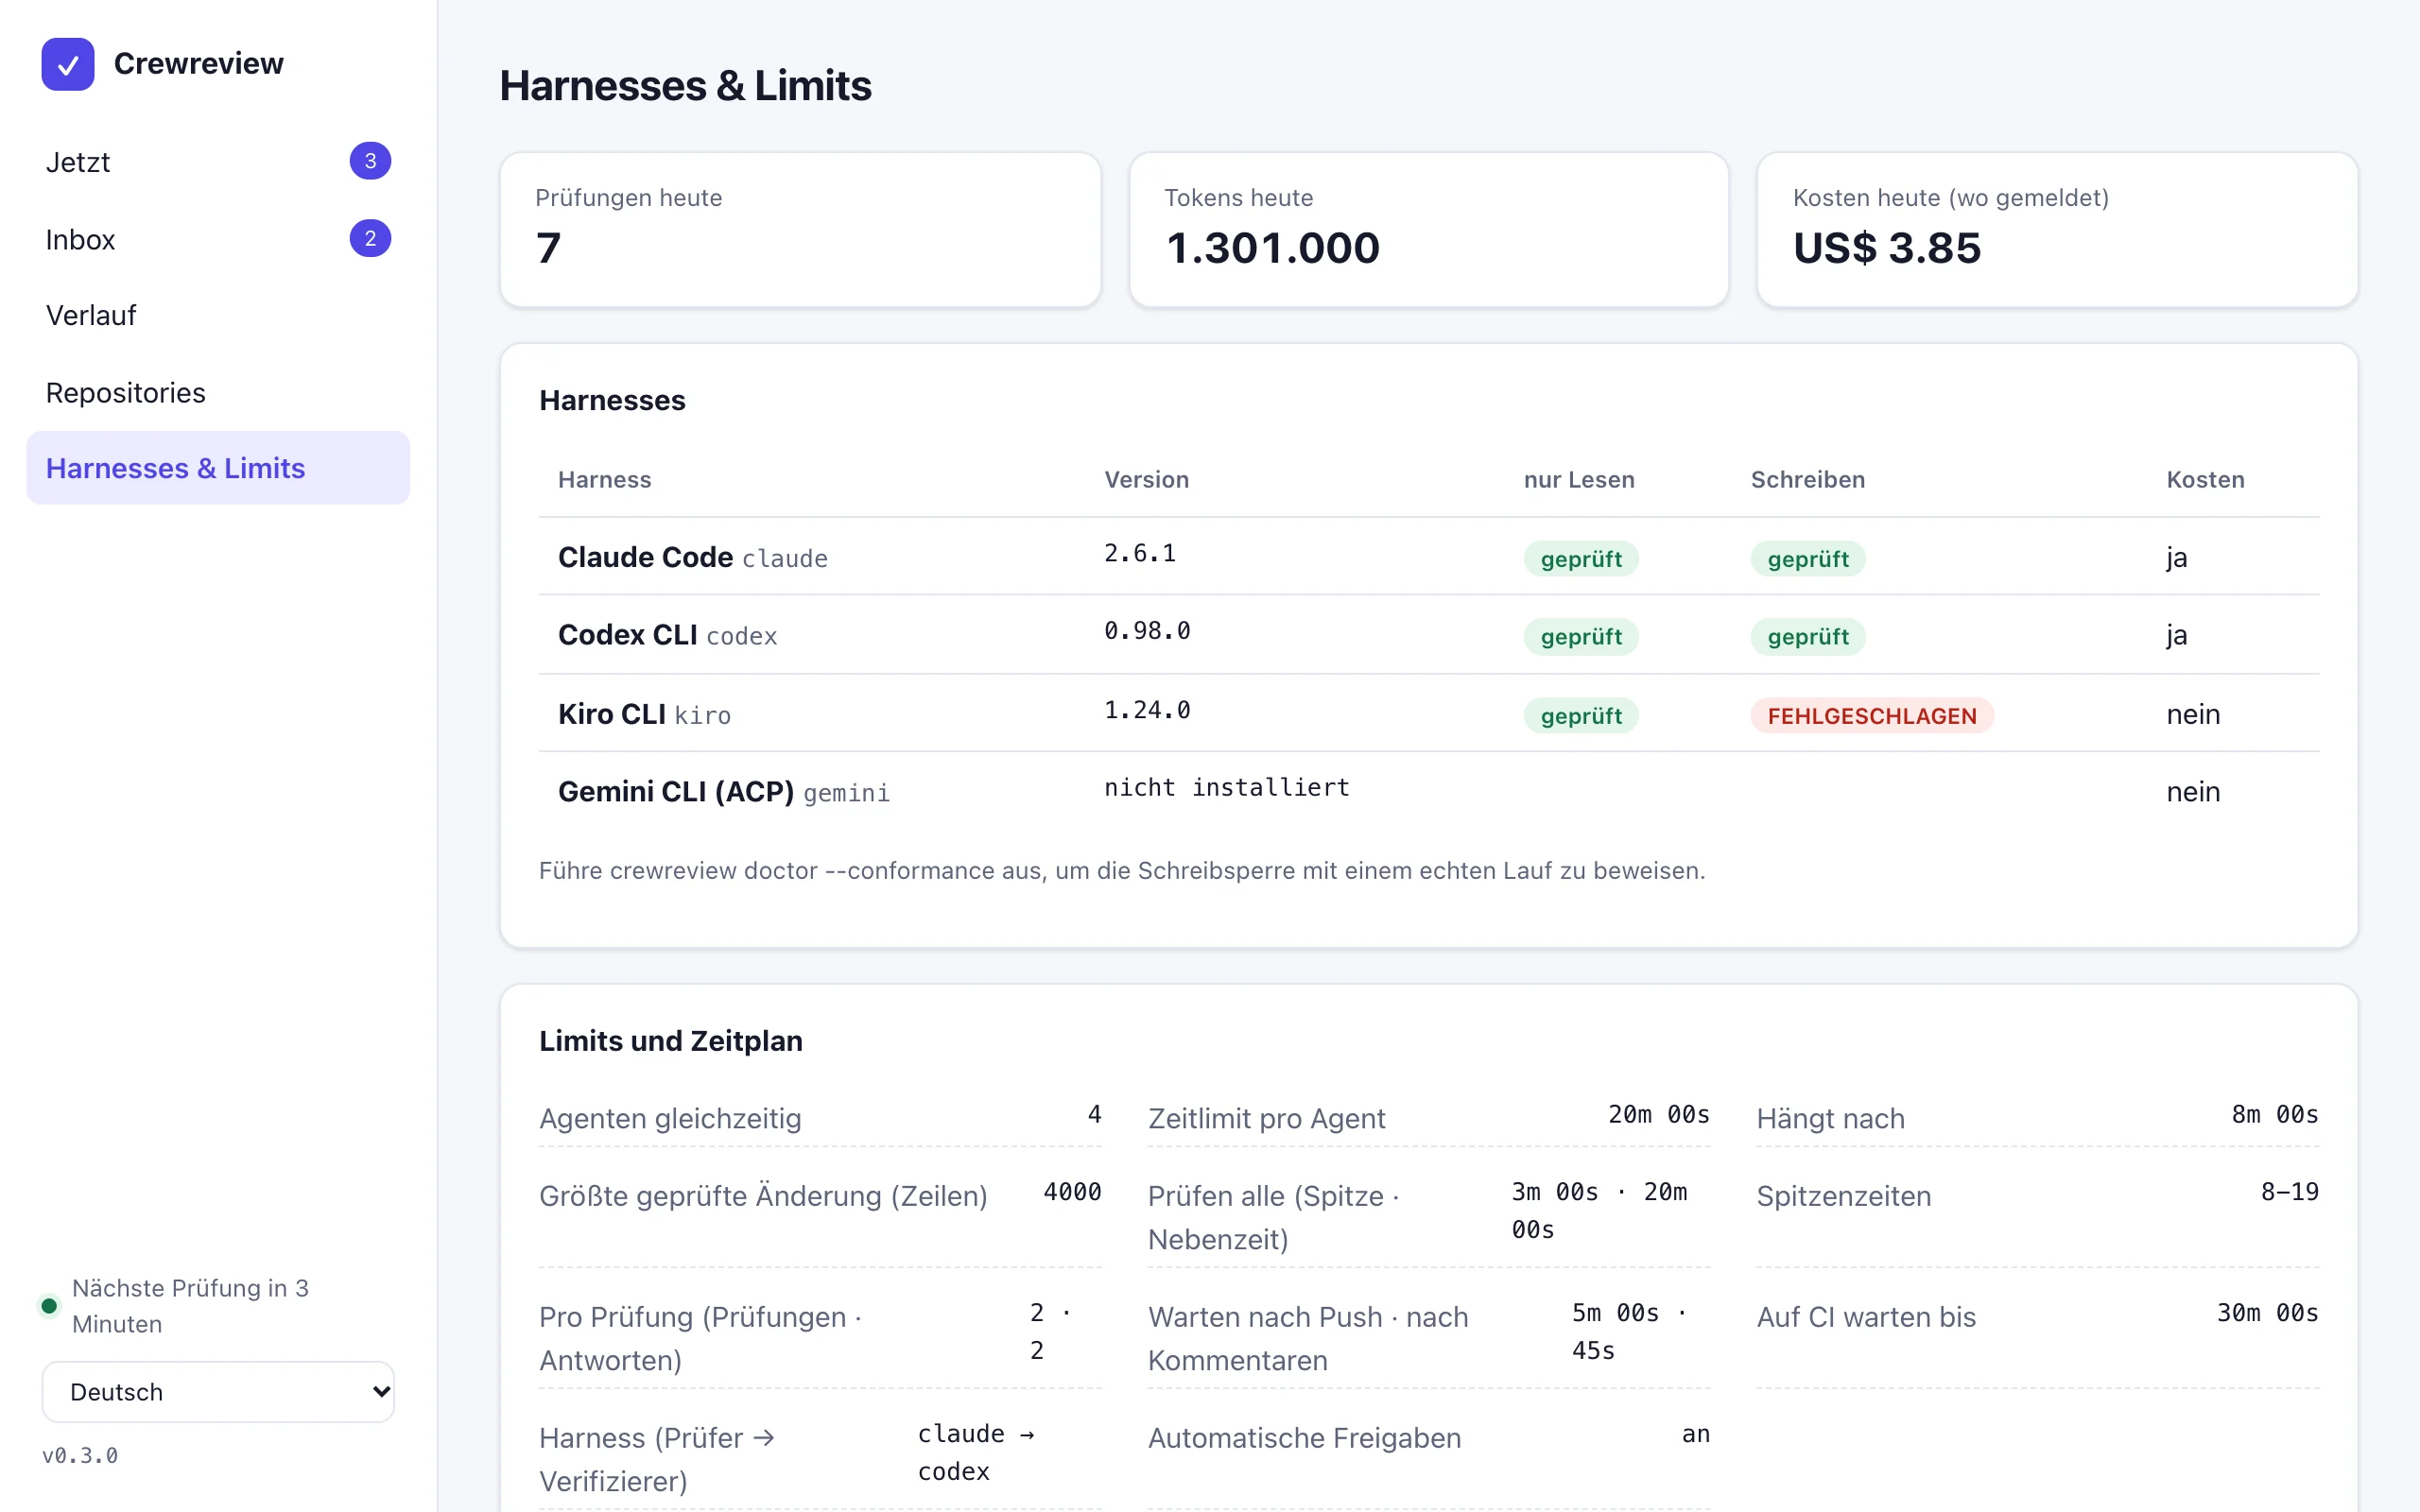 Crewreview
Jetzt 3
Inbox 2
Verlauf
Repositories
Harnesses & Limits
Nächste Prüfung in 3
Minuten
Deutsch
v0.3.0
Harnesses & Limits
Prüfungen heute
7
Tokens heute
1.301.000
Kosten heute (wo gemeldet)
US$ 3.85
Harnesses
Harness Version nur Lesen Schreiben Kosten
Claude Code claude 2.6.1 geprüft geprüft ja
Codex CLI codex 0.98.0 geprüft geprüft ja
Kiro CLI kiro 1.24.0 geprüft FEHLGESCHLAGEN nein
Gemini CLI (ACP) gemini nicht installiert nein
Führe crewreview doctor --conformance aus, um die Schreibsperre mit einem echten Lauf zu beweisen.
Limits und Zeitplan
Agenten gleichzeitig 4
Zeitlimit pro Agent 20m 00s
Hängt nach 8m 00s
Größte geprüfte Änderung (Zeilen) 4000
Prüfen alle (Spitze · 3m 00s · 20m
Nebenzeit) 00s
Spitzenzeiten 8–19
Pro Prüfung (Prüfungen · 2 ·
Antworten) 2
Warten nach Push · nach 5m 00s ·
Kommentaren 45s
Auf CI warten bis 30m 00s
Harness (Prüfer → claude →
Verifizierer) codex
Automatische Freigaben an